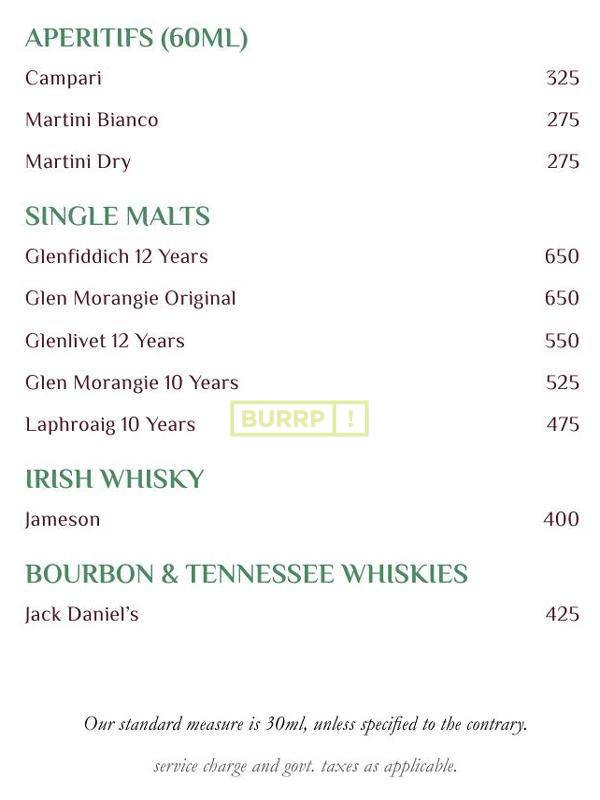 APERITIFS (60ML)
Campari 325
Martini Bianco 275
Martini Dry 275
SINGLE MALTS
Glenfiddich 12 Years 650
Glen Morangie Original 650
Glenlivet 12 Years 550
Glen Morangie 10 Years 525
Laphroaig 10 Years 475
BURRP !
IRISH WHISKY
Jameson 400
BOURBON & TENNESSEE WHISKIES
Jack Daniel's 425
Our standard measure is 30ml, unless specified to the contrary.
service charge and govt. taxes as applicable.